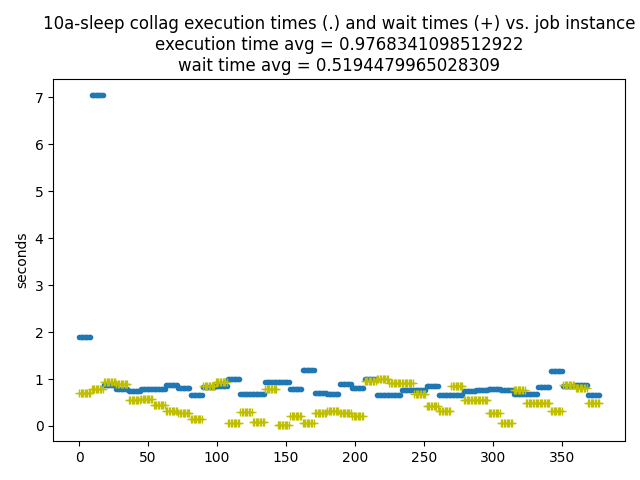 10a-sleep collag execution times (.) and wait times (+) vs. job instance
execution time avg = 0.9768341098512922
wait time avg = 0.5194479965028309
7
6
5
4
3
2
1
0
seconds
0 50 100 150 200 250 300 350